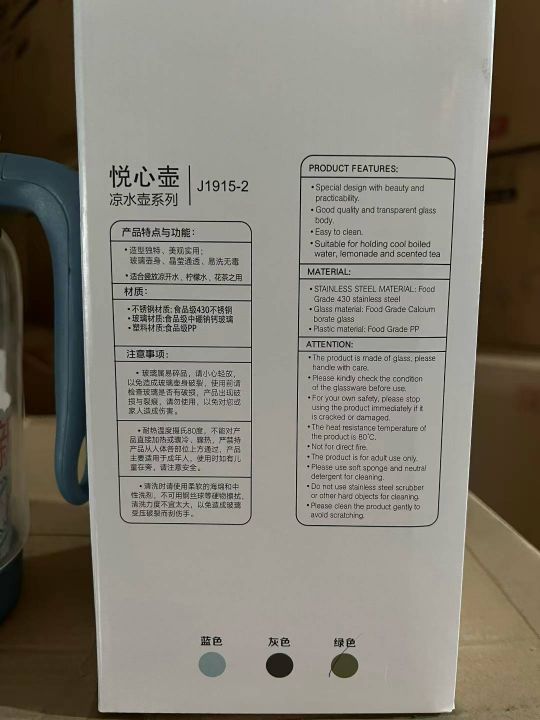 悦心壶
凉水壶系列
J1915-2
产品特点与功能：
• 造型独特、美观实用；
玻璃壶身、晶莹通透、易洗无霉
• 适合盛放凉开水、柠檬水、花茶之用
材质：
• 不锈钢材质: 食品级430不锈钢
• 玻璃材质:食品级中硼钠钙玻璃
• 塑料材质:食品级PP
注意事项：
• 玻璃属易碎品，请小心轻放，
以免造成玻璃壶身破裂，使用前请
检查玻璃是否有破损，产品出现破
损与裂痕，请勿使用，以免对您或
家人造成伤害。
• 耐热温度摄氏80度，不能对产
品直接加热或骤冷、骤热，严禁持
产品从人体各部位上方通过，产品
主要适用于成年人，使用时如有儿
童在旁，请注意安全。
• 清洗时请使用柔软的海绵和中
性洗剂，不可用钢丝球等硬物擦拭，
清洗力度不宜太大，以免造成玻璃
受压破裂而刮伤手。
PRODUCT FEATURES:
• Special design with beauty and
practicability.
• Good quality and transparent glass
body.
• Easy to clean.
• Suitable for holding cool boiled
water, lemonade and scented tea
MATERIAL:
• STAINLESS STEEL MATERIAL: Food
Grade 430 stainless steel
• Glass material: Food Grade Calcium
borate glass
• Plastic material: Food Grade PP
ATTENTION:
• The product is made of glass, please
handle with care.
• Please kindly check the condition
of the glassware before use.
• For your own safety, please stop
using the product immediately if it
is cracked or damaged.
• The heat resistance temperature of
the product is 80°C.
• Not for direct fire.
• The product is for adult use only.
• Please use soft sponge and neutral
detergent for cleaning.
• Do not use stainless steel scrubber
or other hard objects for cleaning.
• Please clean the product gently to
avoid scratching.
蓝色
灰色
绿色